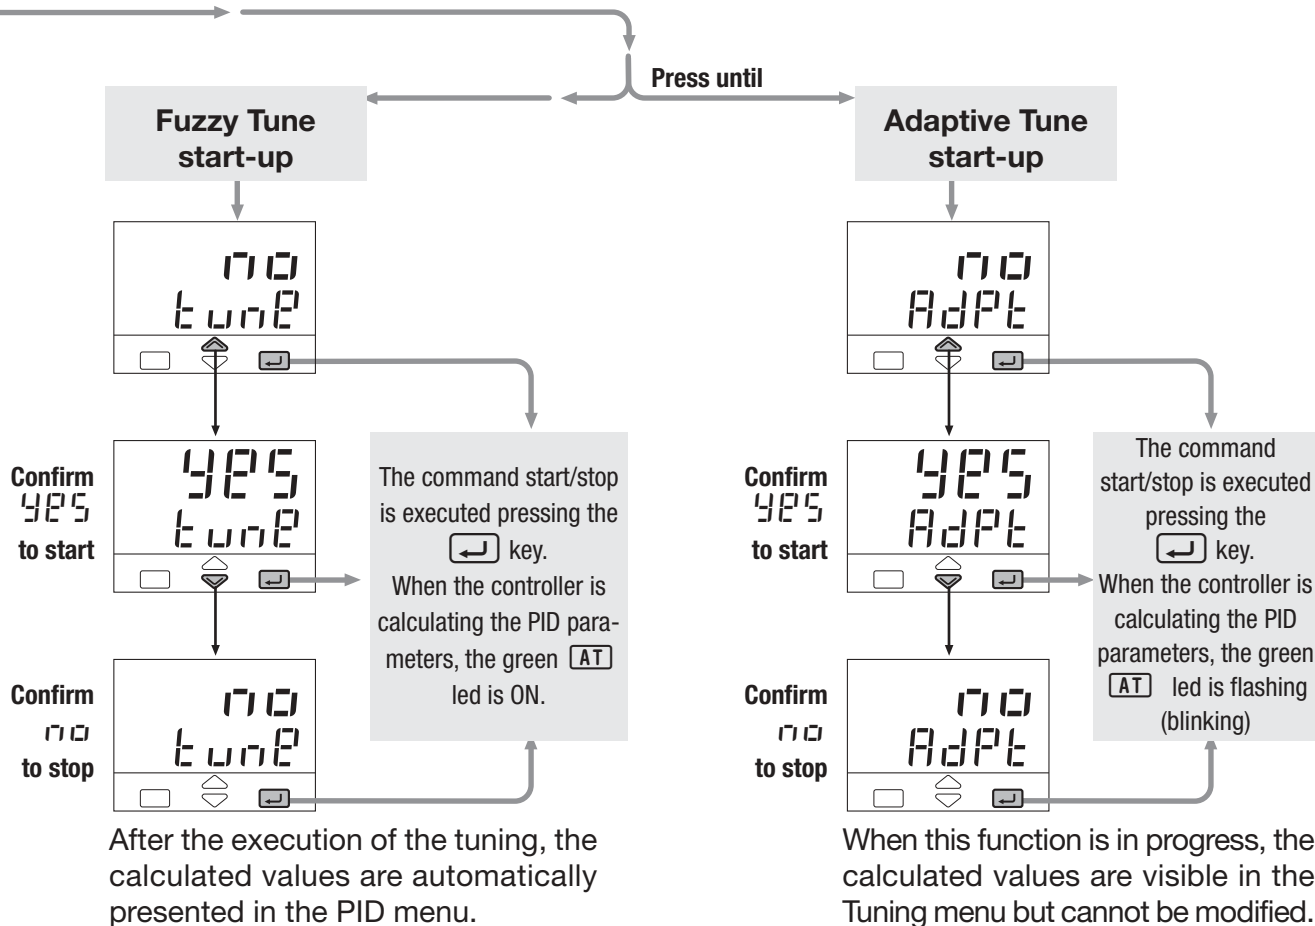 Press until
Fuzzy Tune
start-up
no
tunE
Confirm
YES
to start
YES
tunE
Confirm
no
to stop
no
tunE
The command start/stop
is executed pressing the
key.
When the controller is
calculating the PID para-
meters, the green AT
led is ON.
After the execution of the tuning, the
calculated values are automatically
presented in the PID menu.
Adaptive Tune
start-up
no
AdPt
Confirm
YES
to start
YES
AdPt
Confirm
no
to stop
no
AdPt
The command
start/stop is executed
pressing the
key.
When the controller is
calculating the PID
parameters, the green
AT led is flashing
(blinking)
When this function is in progress, the
calculated values are visible in the
Tuning menu but cannot be modified.